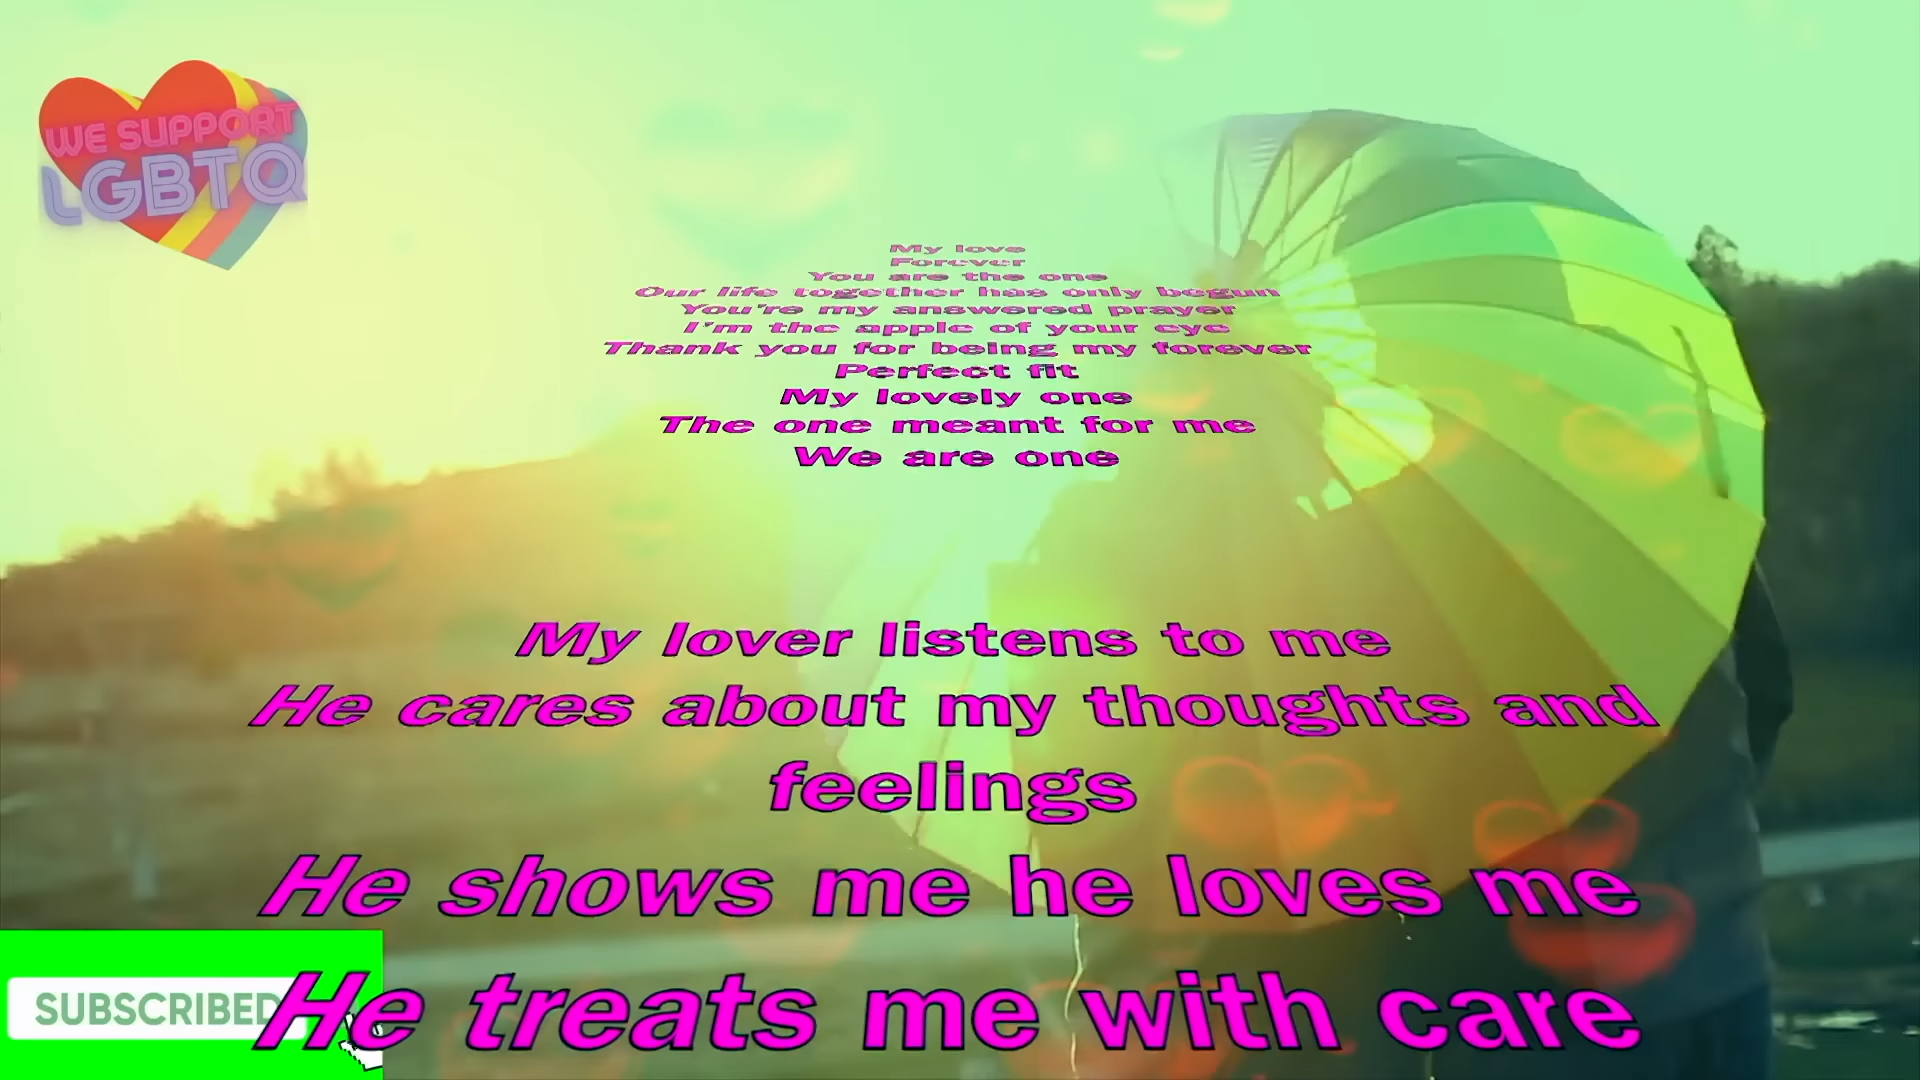 WE SUPPORT
LGBTQ
My love
Forever
You are the one
Our life together has only begun
You're my answered prayer
I'm the apple of your eye
Thank you for being my forever
Perfect fit
My lovely one
The one meant for me
We are one
My lover listens to me
He cares about my thoughts and
feelings
He shows me he loves me
He treats me with care
SUBSCRIBED